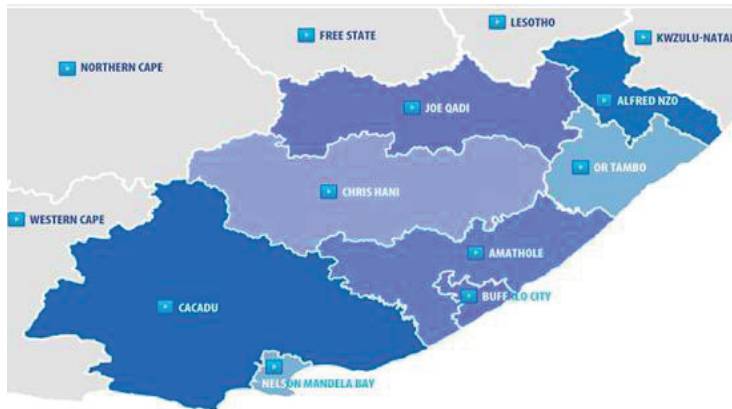 LESOTHO
FREE STATE
KWZULU-NATAL
NORTHERN CAPE
ALFRED NZO
JOE QADI
OR TAMBO
CHRIS HANI
WESTERN CAPE
AMATHOLE
BUFFALO CITY
CACADU
NELSON MANDELA BAY